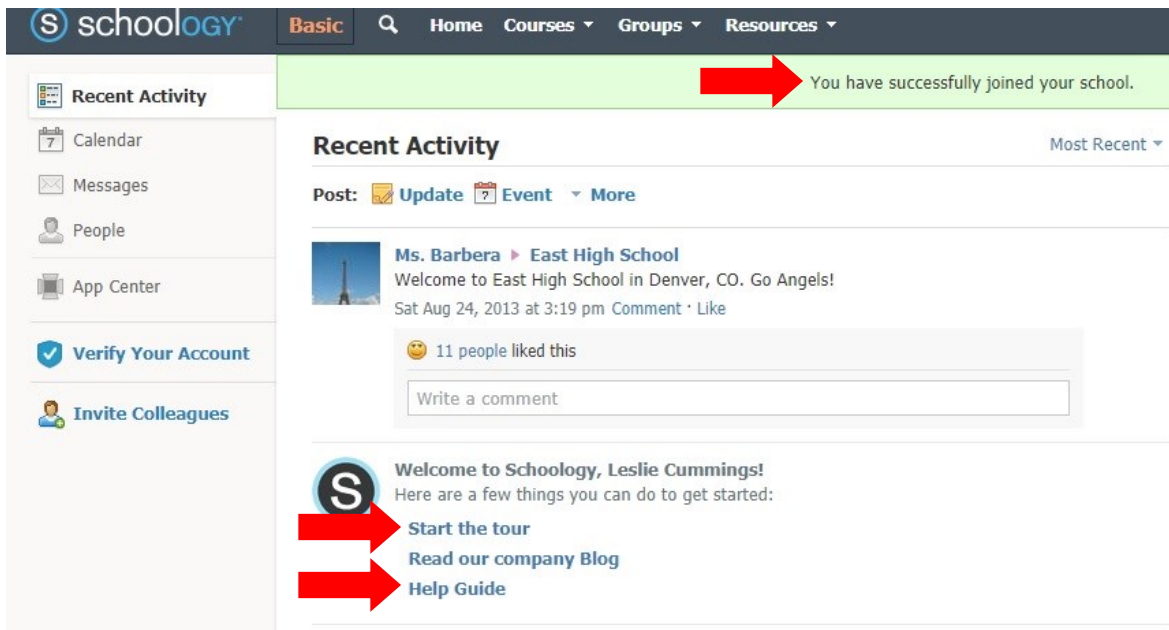 S schoology Basic Home Courses Groups Resources
You have successfully joined your school.
Recent Activity
7 Calendar
Messages
People
App Center
Verify Your Account
Invite Colleagues
Recent Activity Most Recent
Post: Update 7 Event More
Ms. Barbera East High School
Welcome to East High School in Denver, CO. Go Angels!
Sat Aug 24, 2013 at 3:19 pm Comment · Like
11 people liked this
Write a comment
S
Welcome to Schoology, Leslie Cummings!
Here are a few things you can do to get started:
Start the tour
Read our company Blog
Help Guide